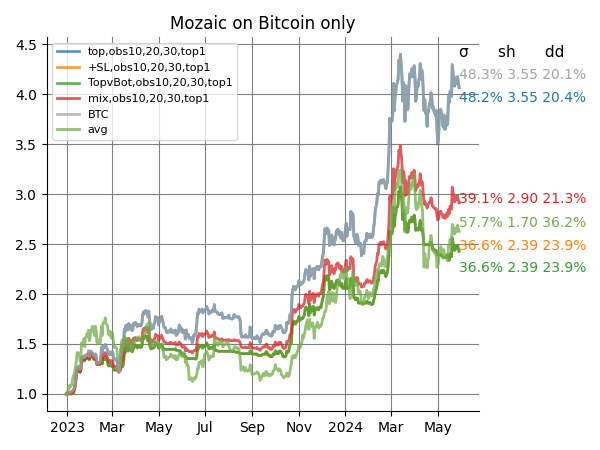 Mozaic on Bitcoin only
σ sh dd
top,obs10,20,30,top1
+SL,obs10,20,30,top1
TopvBot,obs10,20,30,top1
mix,obs10,20,30,top1
BTC
avg
48.3% 3.55 20.1%
48.2% 3.55 20.4%
39.1% 2.90 21.3%
57.7% 1.70 36.2%
36.6% 2.39 23.9%
36.6% 2.39 23.9%
4.5
4.0
3.5
3.0
2.5
2.0
1.5
1.0
2023 Mar May Jul Sep Nov 2024 Mar May